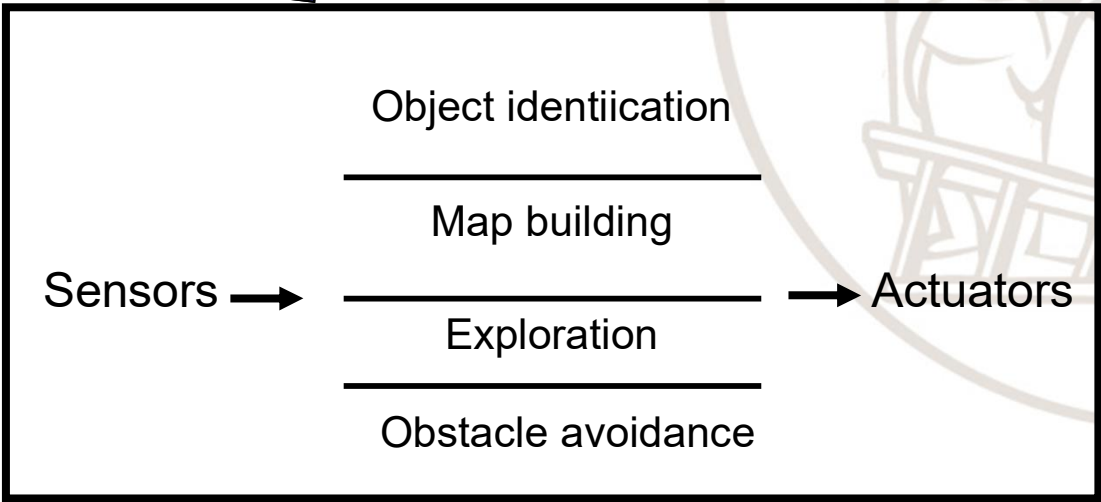 Object identiication
Map building
Sensors
Actuators
Exploration
Obstacle avoidance